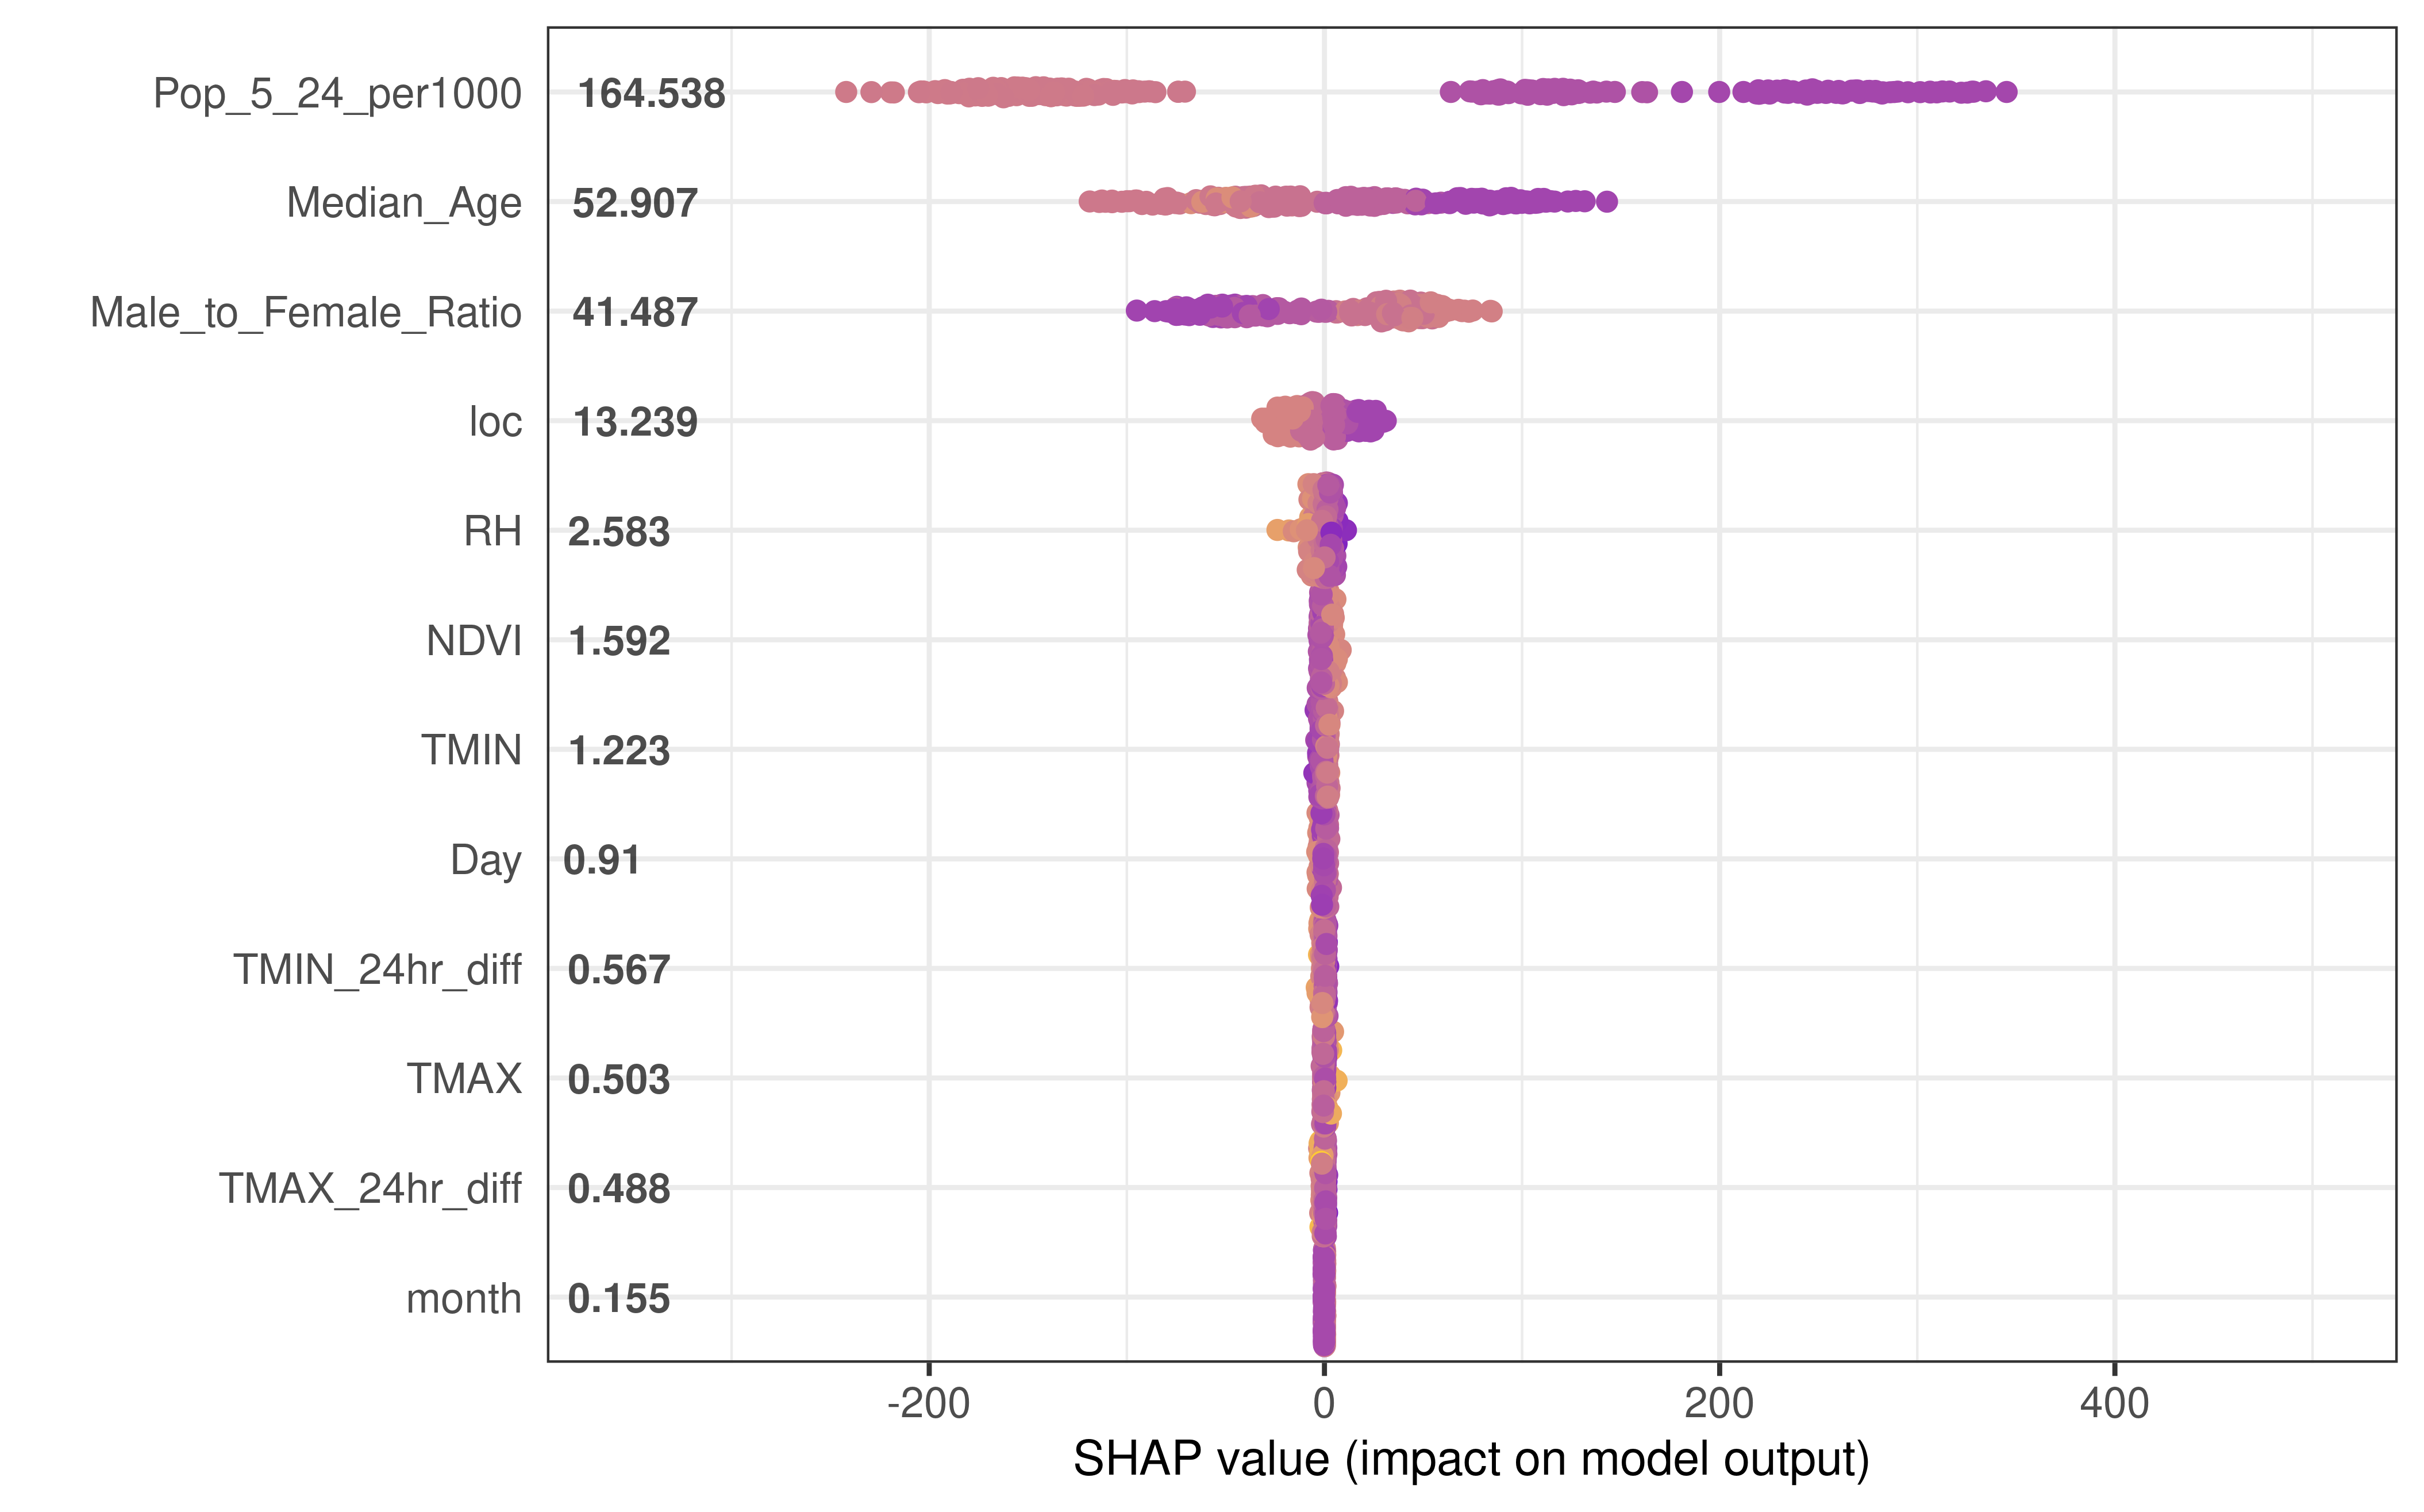 Pop_5_24_per1000 164.538
Median_Age 52.907
Male_to_Female_Ratio 41.487
loc 13.239
RH 2.583
NDVI 1.592
TMIN 1.223
Day 0.91
TMIN_24hr_diff 0.567
TMAX 0.503
TMAX_24hr_diff 0.488
month 0.155
-200 0 200 400
SHAP value (impact on model output)